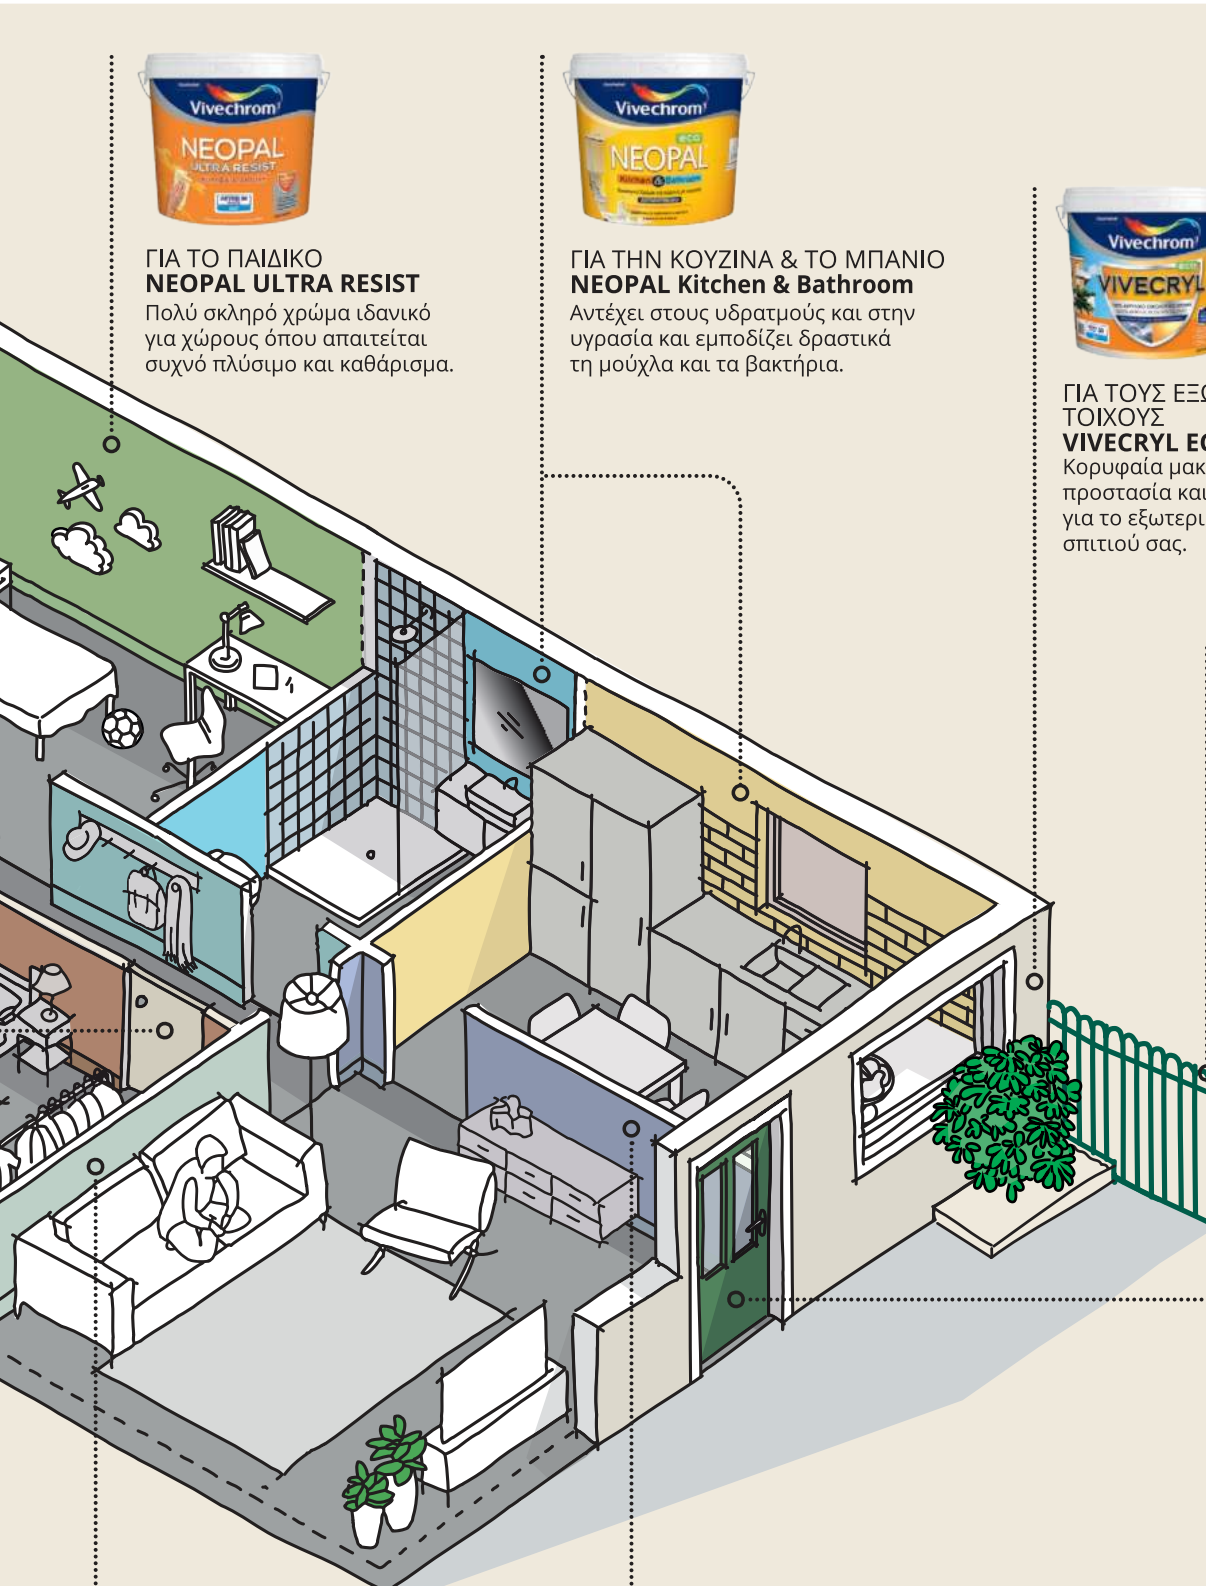 Vivechrom
NEOPAL
ULTRA RESIST
ΓΙΑ ΤΟ ΠΑΙΔΙΚΟ
NEOPAL ULTRA RESIST
Πολύ σκληρό χρώμα ιδανικό
για χώρους όπου απαιτείται
συχνό πλύσιμο και καθάρισμα.
Vivechrom
eco
NEOPAL
Kitchen & Bathroom
ΓΙΑ ΤΗΝ ΚΟΥΖΙΝΑ & ΤΟ ΜΠΑΝΙΟ
NEOPAL Kitchen & Bathroom
Αντέχει στους υδρατμούς και στην
υγρασία και εμποδίζει δραστικά
τη μούχλα και τα βακτήρια.
Vivechrom
VIVECRYL
ΓΙΑ ΤΟΥΣ ΕΞΩ
ΤΟΙΧΟΥΣ
VIVECRYL EC
Κορυφαία μακ
προστασία και
για το εξωτερι
σπιτιού σας.